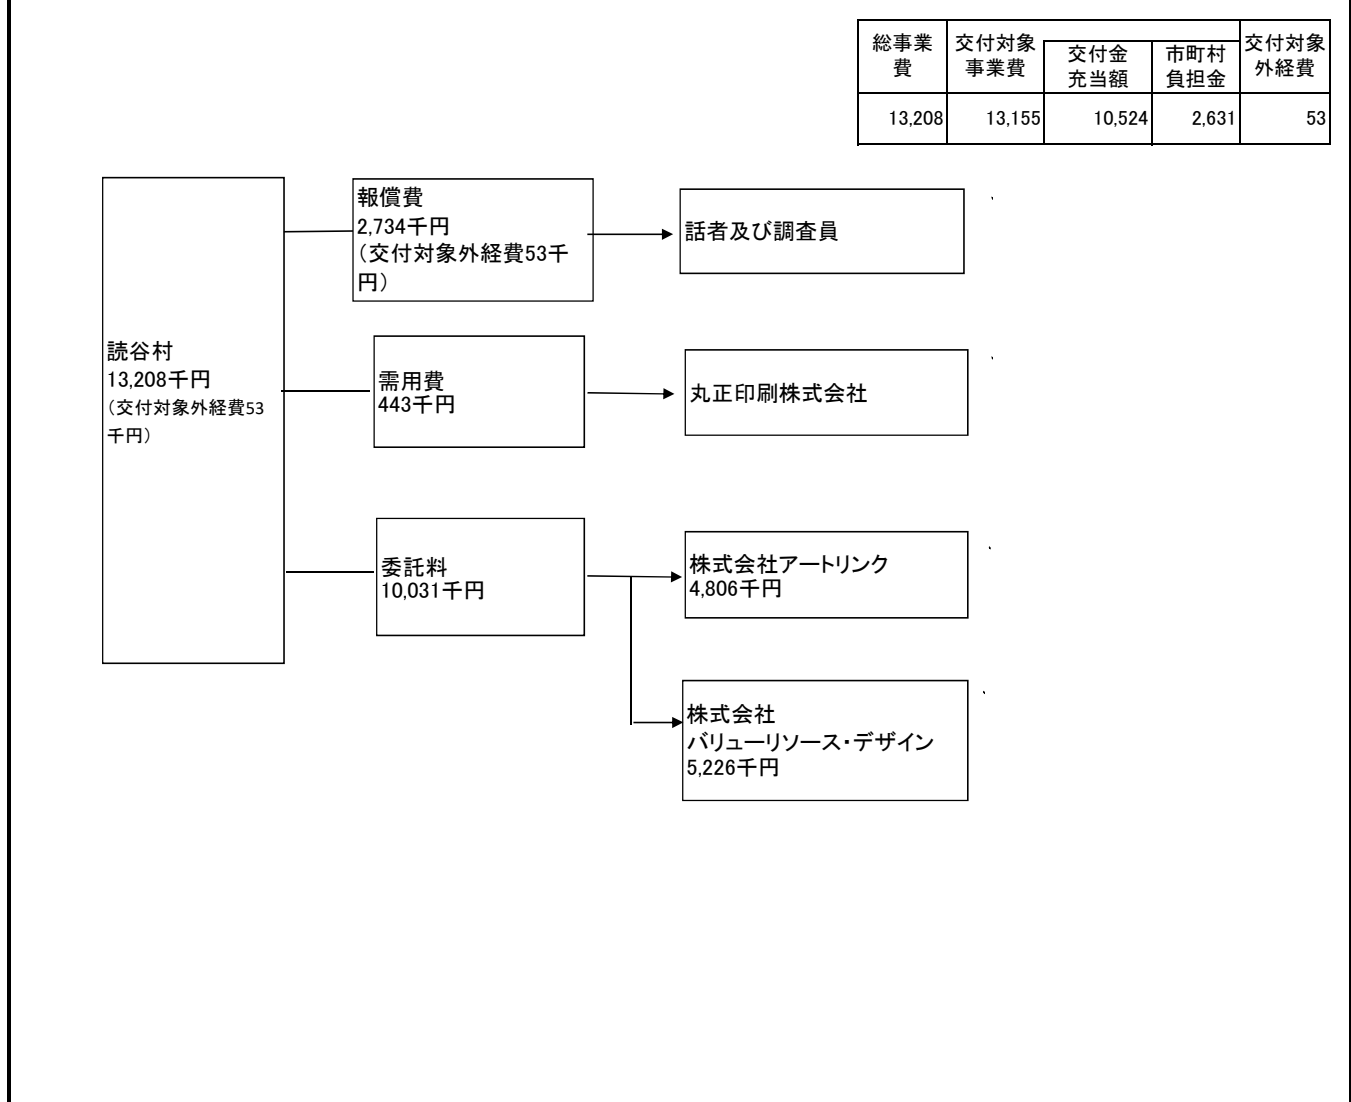 総事業
費
交付対象
事業費
交付金
充当額
市町村
負担金
交付対象
外経費
13,208
13,155
10,524
2,631
53
報償費
2,734千円
（交付対象外経費53千
円）
話者及び調査員
読谷村
13,208千円
（交付対象外経費53
千円）
需用費
443千円
丸正印刷株式会社
委託料
10,031千円
株式会社アートリンク
4,806千円
株式会社
バリューリソース・デザイン
5,226千円